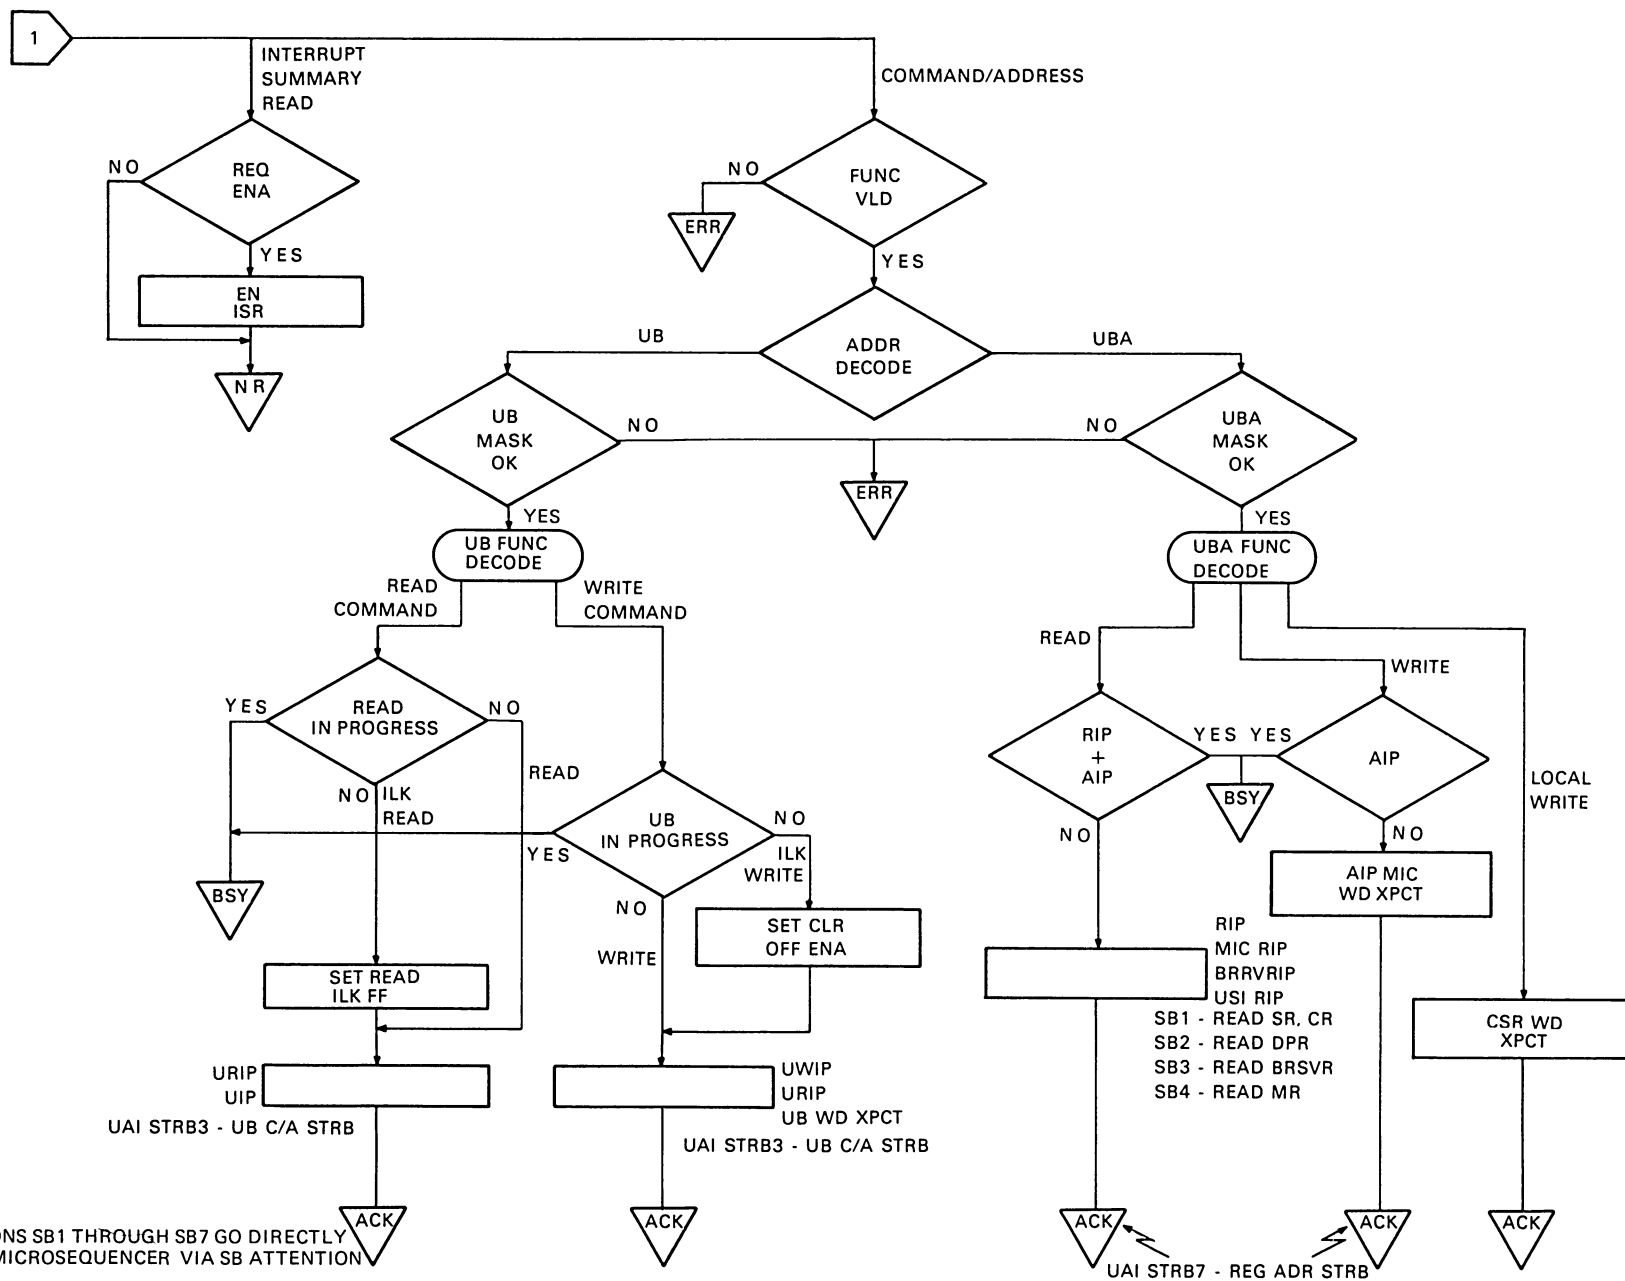 1
INTERRUPT
SUMMARY
READ
COMMAND/ADDRESS
NO
REQ
ENA
YES
EN
ISR
NR
NO
FUNC
VLD
ERR
YES
UB
ADDR
DECODE
UBA
UB
MASK
OK
NO
NO
UBA
MASK
OK
ERR
YES
YES
UB FUNC
DECODE
UBA FUNC
DECODE
READ
COMMAND
WRITE
COMMAND
READ
WRITE
YES
READ
IN PROGRESS
NO
NO
ILK
READ
READ
RIP
+
AIP
YES
YES
AIP
BSY
LOCAL
WRITE
NO
NO
UB
IN PROGRESS
YES
NO
ILK
WRITE
NO
BSY
AIP MIC
WD XPCT
SET CLR
OFF ENA
WRITE
SET READ
ILK FF
RIP
MIC RIP
BRRVRIP
USI RIP
SB1 - READ SR, CR
SB2 - READ DPR
SB3 - READ BRSVR
SB4 - READ MR
CSR WD
XPCT
URIP
UIP
UAI STRB3 - UB C/A STRB
UWIP
URIP
UB WD XPCT
UAI STRB3 - UB C/A STRB
ACK
ACK
ACK
ACK
ACK
UAI STRB7 - REG ADR STRB
SB1 THROUGH SB7 GO DIRECTLY
MICROSEQUENCER VIA SB ATTENTION